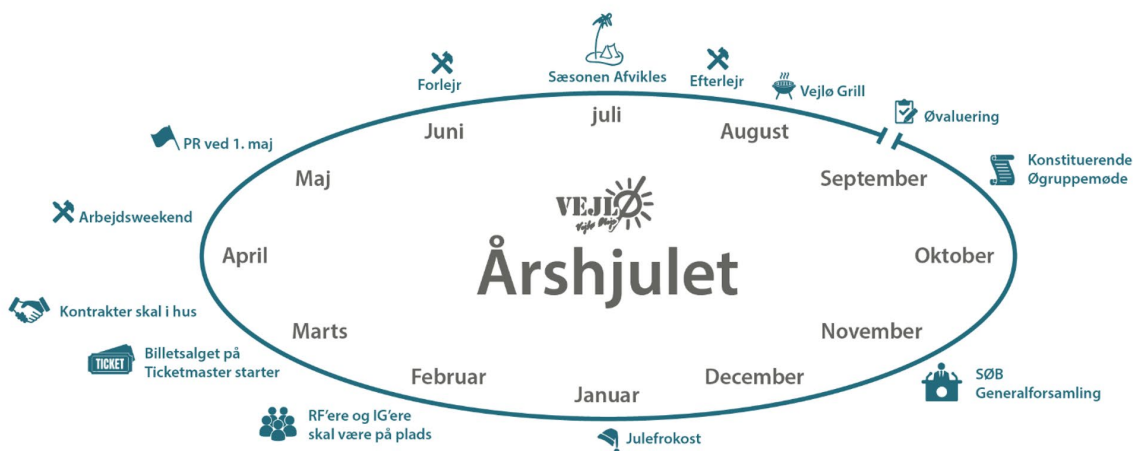 Sæsonen Afvikles
Forlejr
Efterlejr
Vejlø Grill
Øvaluering
PR ved 1. maj
Konstituerende
Øgruppemøde
Arbejdsweekend
Kontrakter skal i hus
Billetsalget på
Ticketmaster starter
TICKET
RF'ere og IG'ere
skal være på plads
Julefrokost
SØB
Generalforsamling
juli
August
September
Oktober
November
December
Januar
Februar
Marts
April
Maj
Juni
VEJLØ
Årshjulet